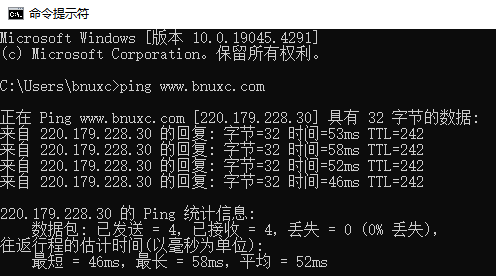 命令提示符
Microsoft Windows [版本 10.0.19045.4291]
(c) Microsoft Corporation。保留所有权利。
C:\Users\bnuxc>ping www.bnuxc.com
正在 Ping www.bnuxc.com [220.179.228.30] 具有 32 字节的数据:
来自 220.179.228.30 的回复: 字节=32 时间=53ms TTL=242
来自 220.179.228.30 的回复: 字节=32 时间=58ms TTL=242
来自 220.179.228.30 的回复: 字节=32 时间=52ms TTL=242
来自 220.179.228.30 的回复: 字节=32 时间=46ms TTL=242
220.179.228.30 的 Ping 统计信息:
数据包: 已发送 = 4，已接收 = 4，丢失 = 0 (0% 丢失)，
往返行程的估计时间(以毫秒为单位):
最短 = 46ms，最长 = 58ms，平均 = 52ms